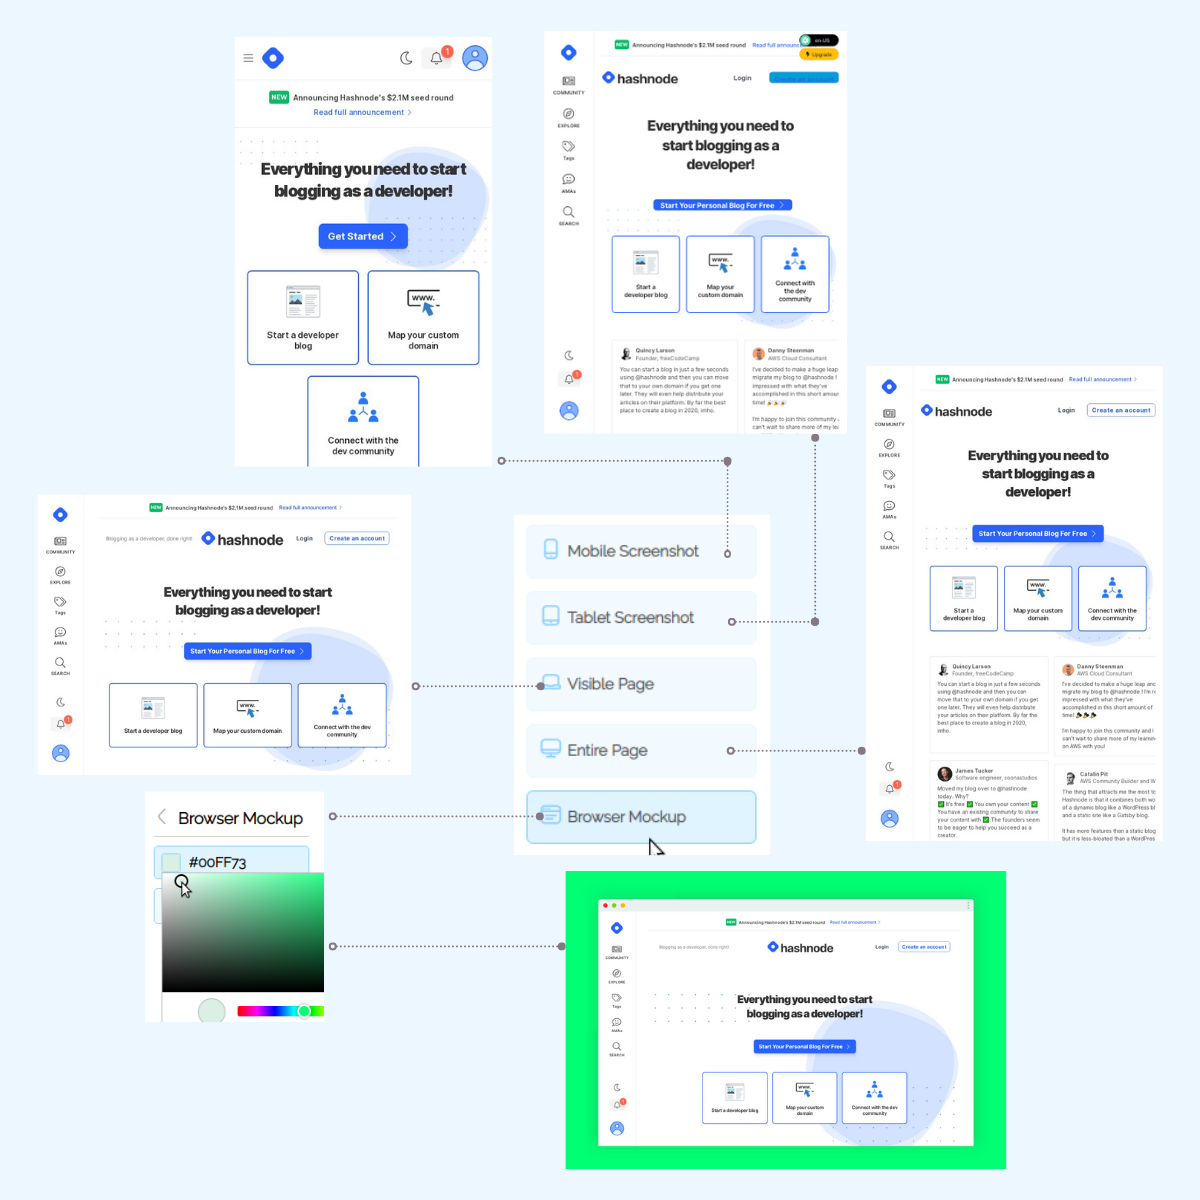 1
NEW Announcing Hashnode's $2.1M seed round
Read full announcement >
Everything you need to start
blogging as a developer!
Get Started >
Start a developer
blog
www.
Map your custom
domain
Connect with the
dev community
NEW Announcing Hashnode's $2.1M seed round Read full announc
en-US
Upgrade
COMMUNITY
EXPLORE
Tags
AMAs
SEARCH
1
hashnode
Login
Create an account
Everything you need to
start blogging as a
developer!
Start Your Personal Blog For Free >
Start a
developer blog
www.
Map your
custom domain
Connect with
the dev
community
Quincy Larson
Founder, freeCodeCamp
You can start a blog in just a few seconds
using @hashnode and then you can move
that to your own domain if you get one
later. They will even help distribute your
articles on their platform. By far the best
place to create a blog in 2020, imho.
Danny Steenman
AWS Cloud Consultant
I've decided to make a huge leap
migrate my blog to @hashnode !
impressed with what they've
accomplished in this short amoun
time! 🎉🎉🎉
I'm happy to join this community
can't wait to share more of my le
NEW Announcing Hashnode's $2.1M seed round Read full announcement >
COMMUNITY
EXPLORE
Tags
AMAs
SEARCH
1
hashnode
Login
Create an account
Everything you need to
start blogging as a
developer!
Start Your Personal Blog For Free >
Start a
developer blog
www.
Map your custom
domain
Connect with the
dev community
Quincy Larson
Founder, freeCodeCamp
You can start a blog in just a few seconds
using @hashnode and then you can
move that to your own domain if you get
one later. They will even help distribute
your articles on their platform. By far the
best place to create a blog in 2020,
imho.
Danny Steenman
AWS Cloud Consultant
I've decided to make a huge leap anc
migrate my blog to @hashnode ! I'm
impressed with what they've
accomplished in this short amount of
time! 🎉🎉🎉
I'm happy to join this community and I
can't wait to share more of my learnin
on AWS with you!
James Tucker
Software engineer, soonastudios
Moved my blog over to @hashnode
today. Why?
✅ It's free ✅ You own your content ✅
You have an existing community to share
your content with ✅ The founders seem
to be eager to help you succeed as a
creator
Catalin Pit
AWS Community Builder and W
The thing that attracts me the most to
Hashnode is that it combines both wo
of a dynamic blog like a WordPress bl
and a static site like a Gatsby blog.
It has more features than a static blog
but it is less-bloated than a WordPres
NEW Announcing Hashnode's $2.1M seed round Read full announcement >
COMMUNITY
EXPLORE
Tags
AMAs
SEARCH
1
Blogging as a developer, done right!
hashnode
Login
Create an account
Everything you need to start
blogging as a developer!
Start Your Personal Blog For Free >
Start a developer blog
www.
Map your custom domain
Connect with the dev
community
Mobile Screenshot
Tablet Screenshot
Visible Page
Entire Page
Browser Mockup
Browser Mockup
#00FF73
NEW Announcing Hashnode's $2.1M seed round Read full announcement >
COMMUNITY
EXPLORE
Tags
AMAs
SEARCH
1
Blogging as a developer, done right!
hashnode
Login
Create an account
Everything you need to start
blogging as a developer!
Start Your Personal Blog For Free >
Start a developer blog
www.
Map your custom
domain
Connect with the dev
community